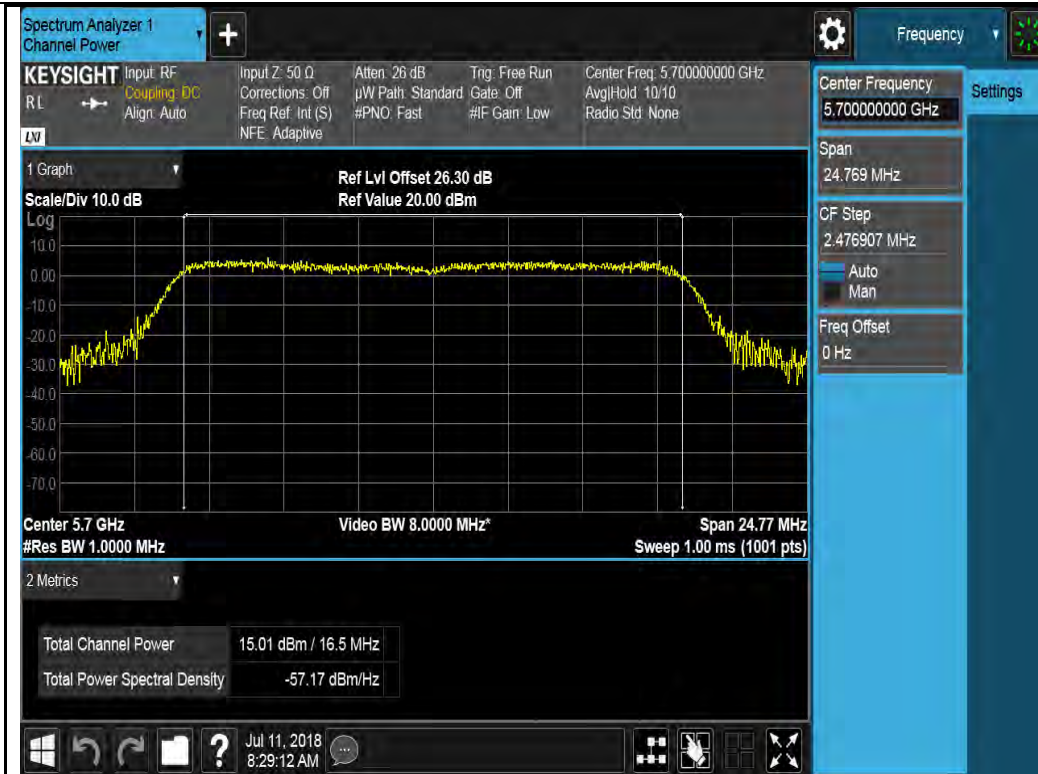 Spectrum Analyzer 1
Channel Power
+
Frequency
KEYSIGHT
R L
LXI
Input: RF
Coupling: DC
Align: Auto
Input Z: 50 Ω
Corrections: Off
Freq Ref: Int (S)
NFE: Adaptive
Atten: 26 dB
µW Path: Standard
#PNO: Fast
Trig: Free Run
Gate: Off
#IF Gain: Low
Center Freq: 5.700000000 GHz
Avg|Hold: 10/10
Radio Std: None
Center Frequency
5.700000000 GHz
Settings
Span
24.769 MHz
CF Step
2.476907 MHz
Auto
Man
Freq Offset
0 Hz
1 Graph
Ref Lvl Offset 26.30 dB
Scale/Div 10.0 dB
Ref Value 20.00 dBm
Log
10.0
0.00
-10.0
-20.0
-30.0
-40.0
-50.0
-60.0
-70.0
Center 5.7 GHz
Video BW 8.0000 MHz*
Span 24.77 MHz
#Res BW 1.0000 MHz
Sweep 1.00 ms (1001 pts)
2 Metrics
Total Channel Power 15.01 dBm / 16.5 MHz
Total Power Spectral Density -57.17 dBm/Hz
?
Jul 11, 2018
8:29:12 AM